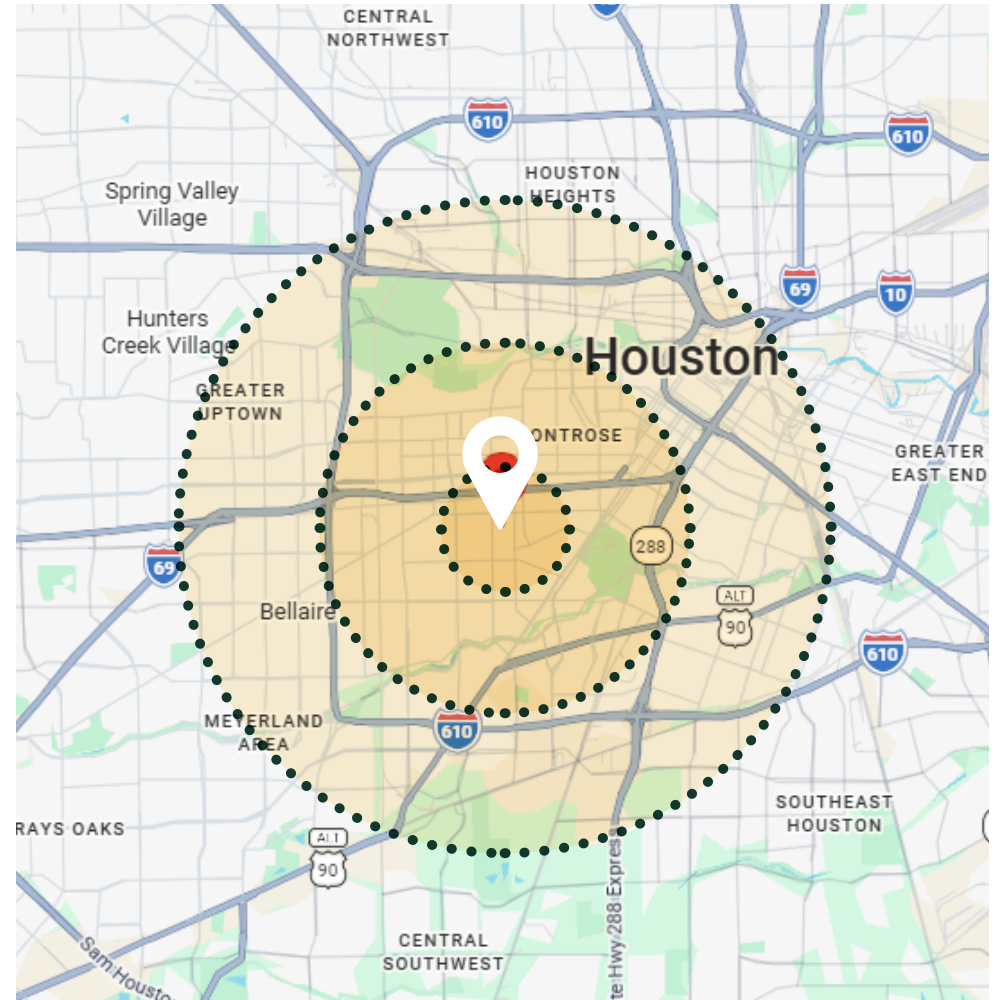 CENTRAL
NORTHWEST
610
610
HOUSTON
HEIGHTS
Spring Valley
Village
69
10
Hunters
Creek Village
Houston
GREATER
UPTOWN
ONTROSE
GREATER
EAST END
288
69
ALT
90
Bellaire
610
MEYERLAND
AREA
610
SOUTHEAST
HOUSTON
RAYS OAKS
ALT
90
te Hwy 288 Express
CENTRAL
SOUTHWEST
Sam Housto